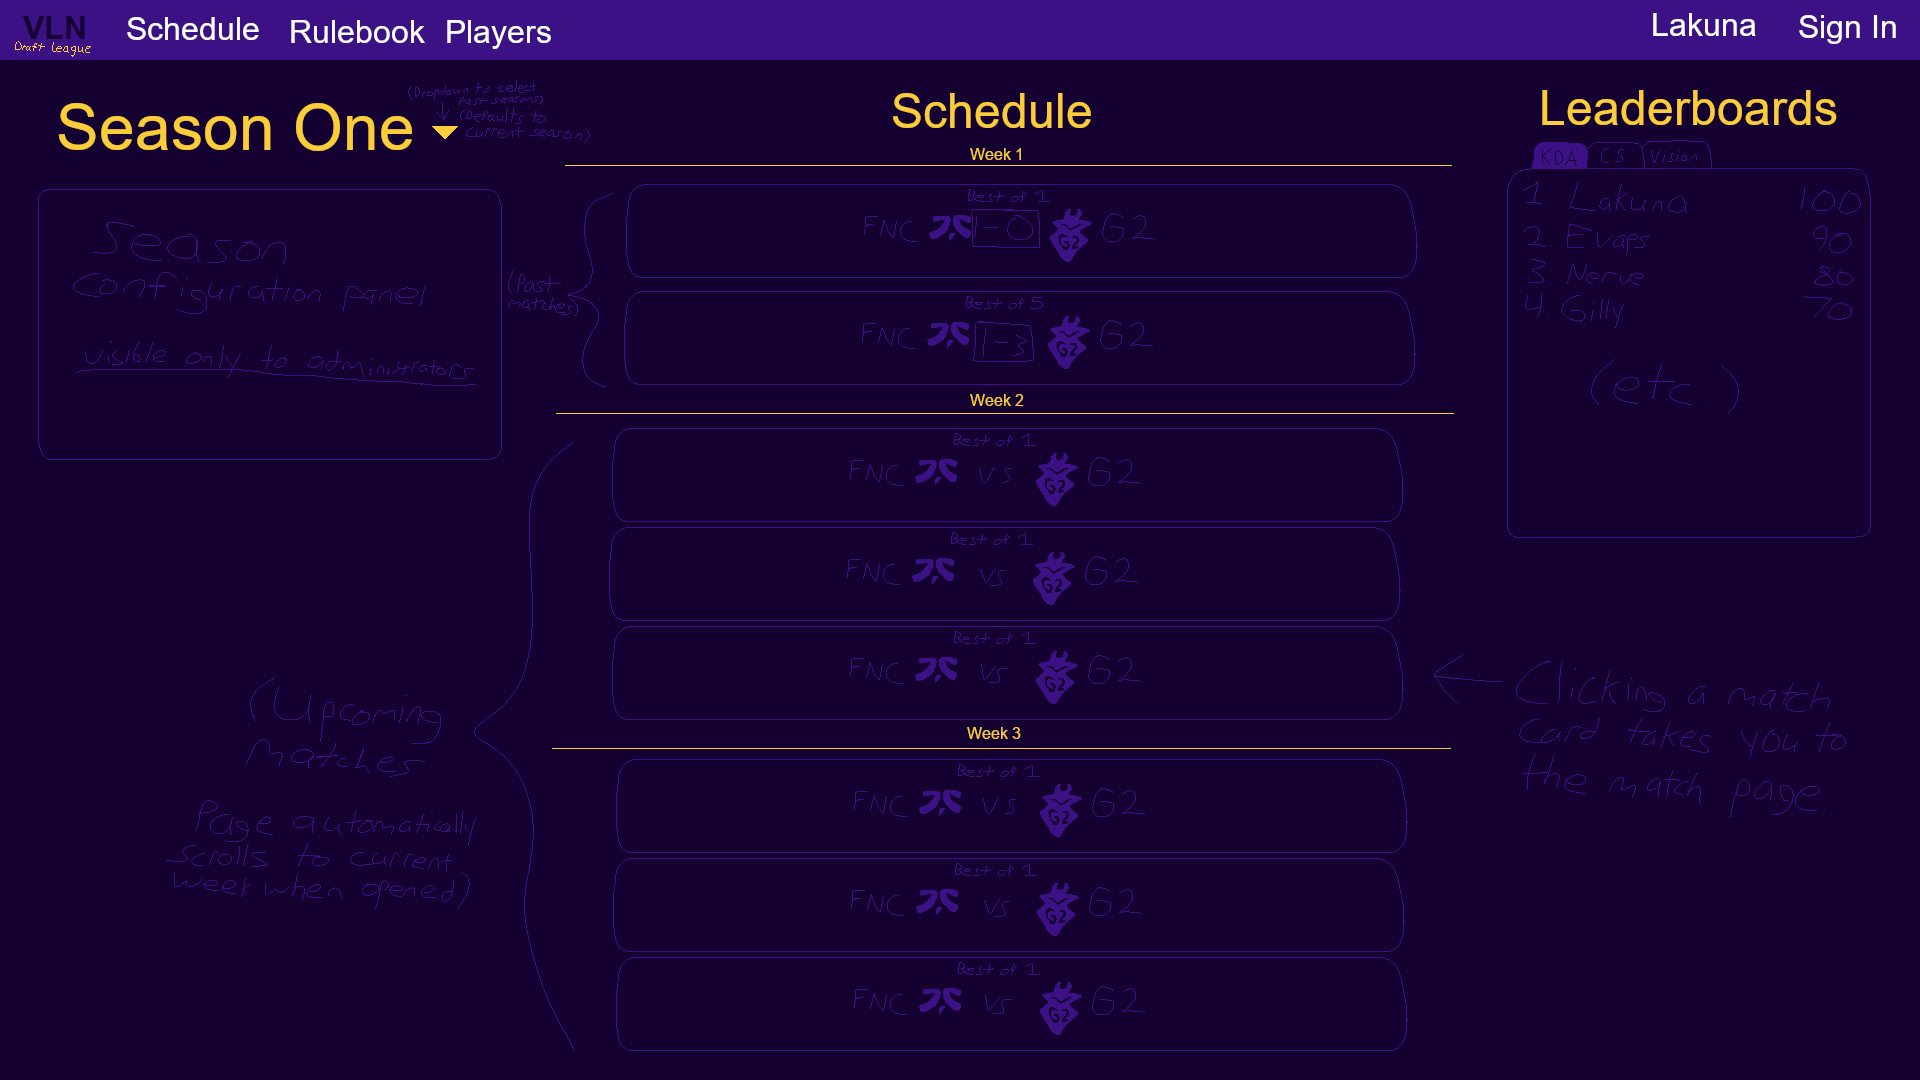 VLN
Draft league
Schedule
Rulebook
Players
Lakuna
Sign In
Season One
(Dropdown to select
past seasons)
(Defaults to
current season)
Season
Configuration panel
visible only to administrators
Schedule
Week 1
(Past
matches)
Best of 1
FNC 1-0 G2 G2
Best of 5
FNC 1-3 G2 G2
Week 2
Best of 1
FNC vs G2 G2
Best of 1
FNC vs G2 G2
Best of 1
FNC vs G2 G2
Week 3
Best of 1
FNC vs G2 G2
Best of 1
FNC vs G2 G2
Best of 1
FNC vs G2 G2
(Upcoming
matches
Page automatically
scrolls to current
week when opened)
Leaderboards
KDA CS Vision
1. Lakuna 100
2. Evaps 90
3 Nerve 80
4. Gilly 70
(etc.)
Clicking a match
card takes you to
the match page.